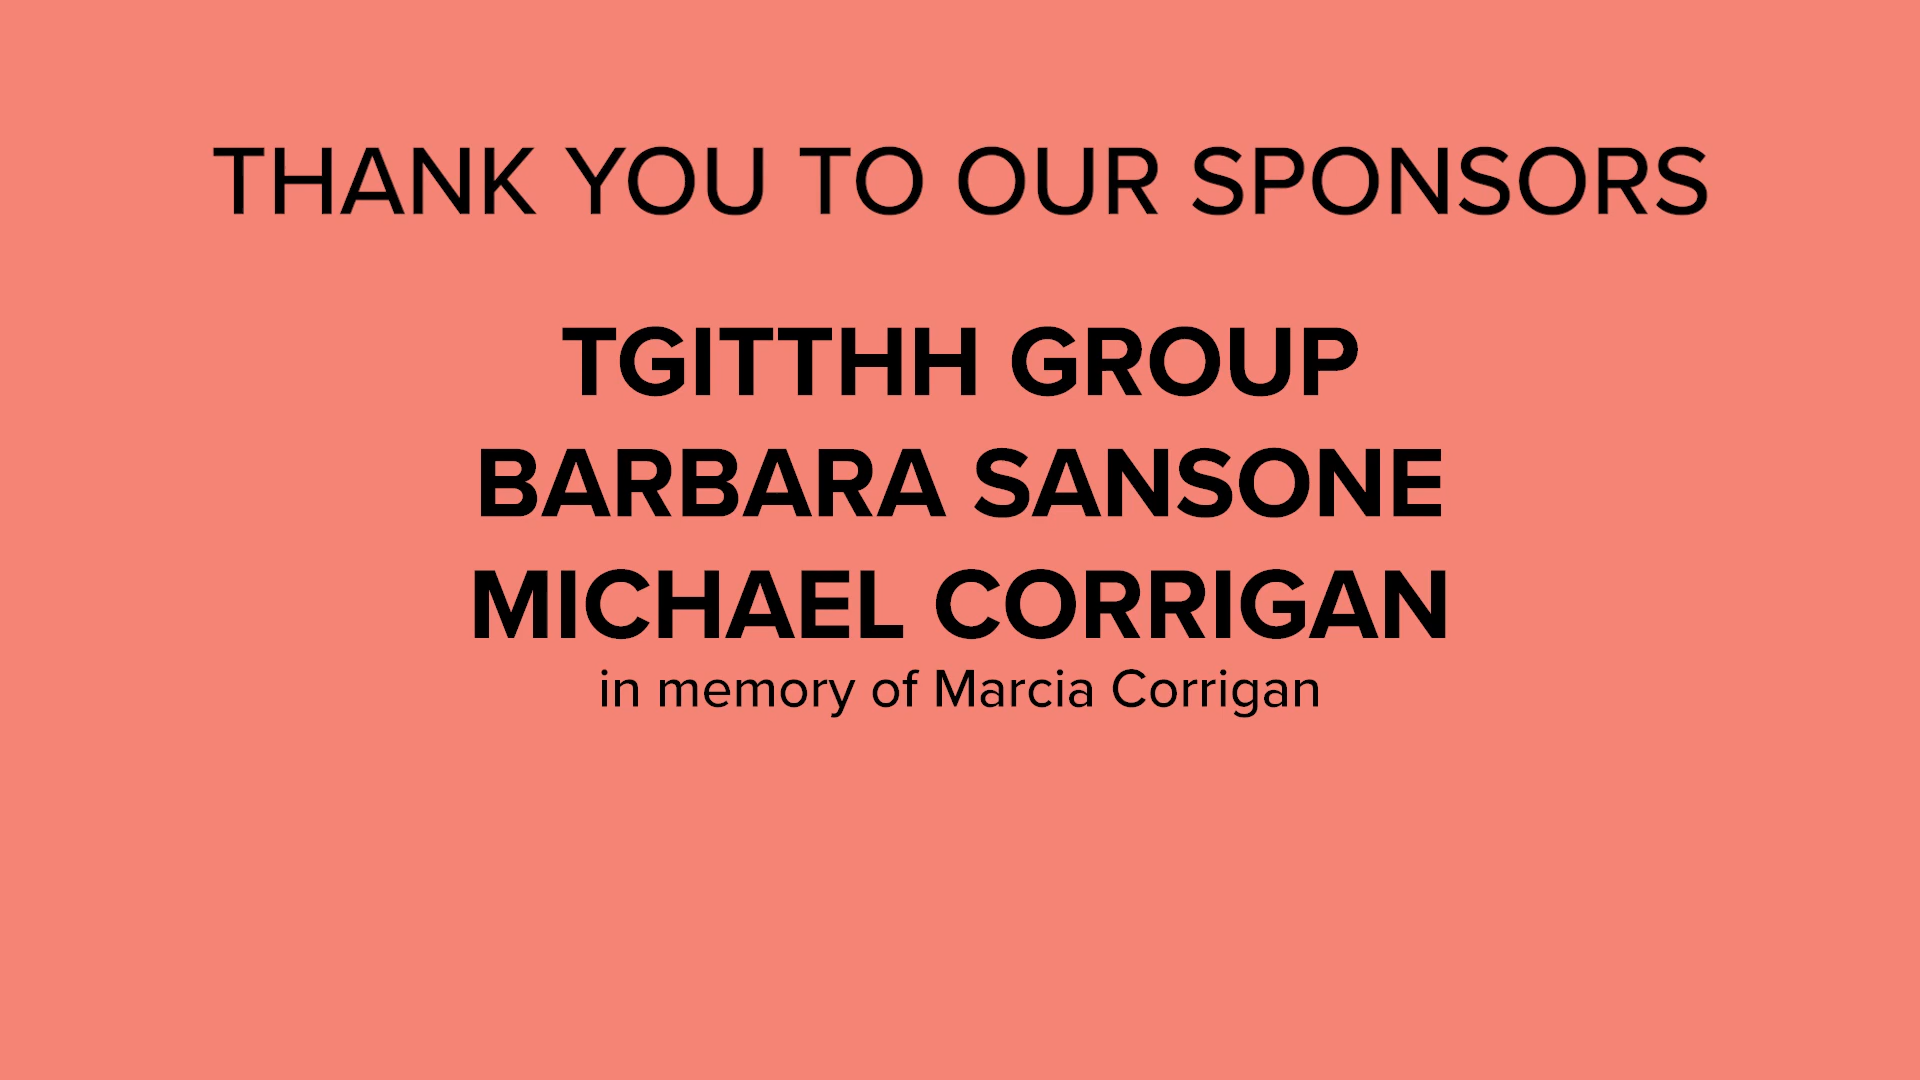 THANK YOU TO OUR SPONSORS
TGITTHH GROUP
BARBARA SANSONE
MICHAEL CORRIGAN
in memory of Marcia Corrigan